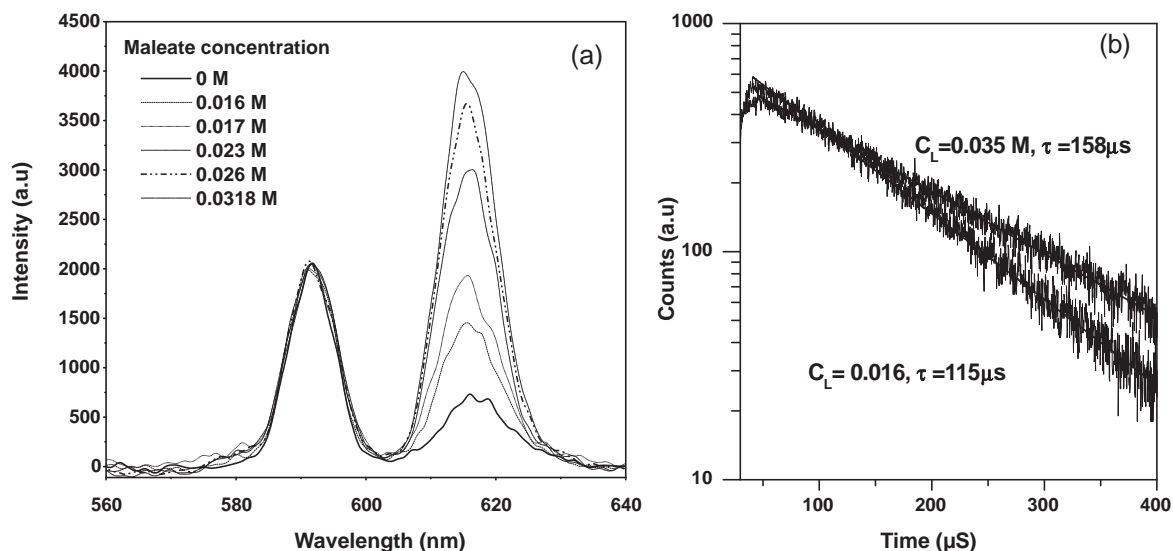 4500
4000
3500
3000
2500
2000
1500
1000
500
0
Intensity (a.u)
Maleate concentration
0 M
0.016 M
0.017 M
0.023 M
0.026 M
0.0318 M
(a)
560 580 600 620 640
Wavelength (nm)
1000
100
10
Counts (a.u)
(b)
C_L=0.035 M, τ =158µs
C_L= 0.016, τ =115µs
100 200 300 400
Time (µS)